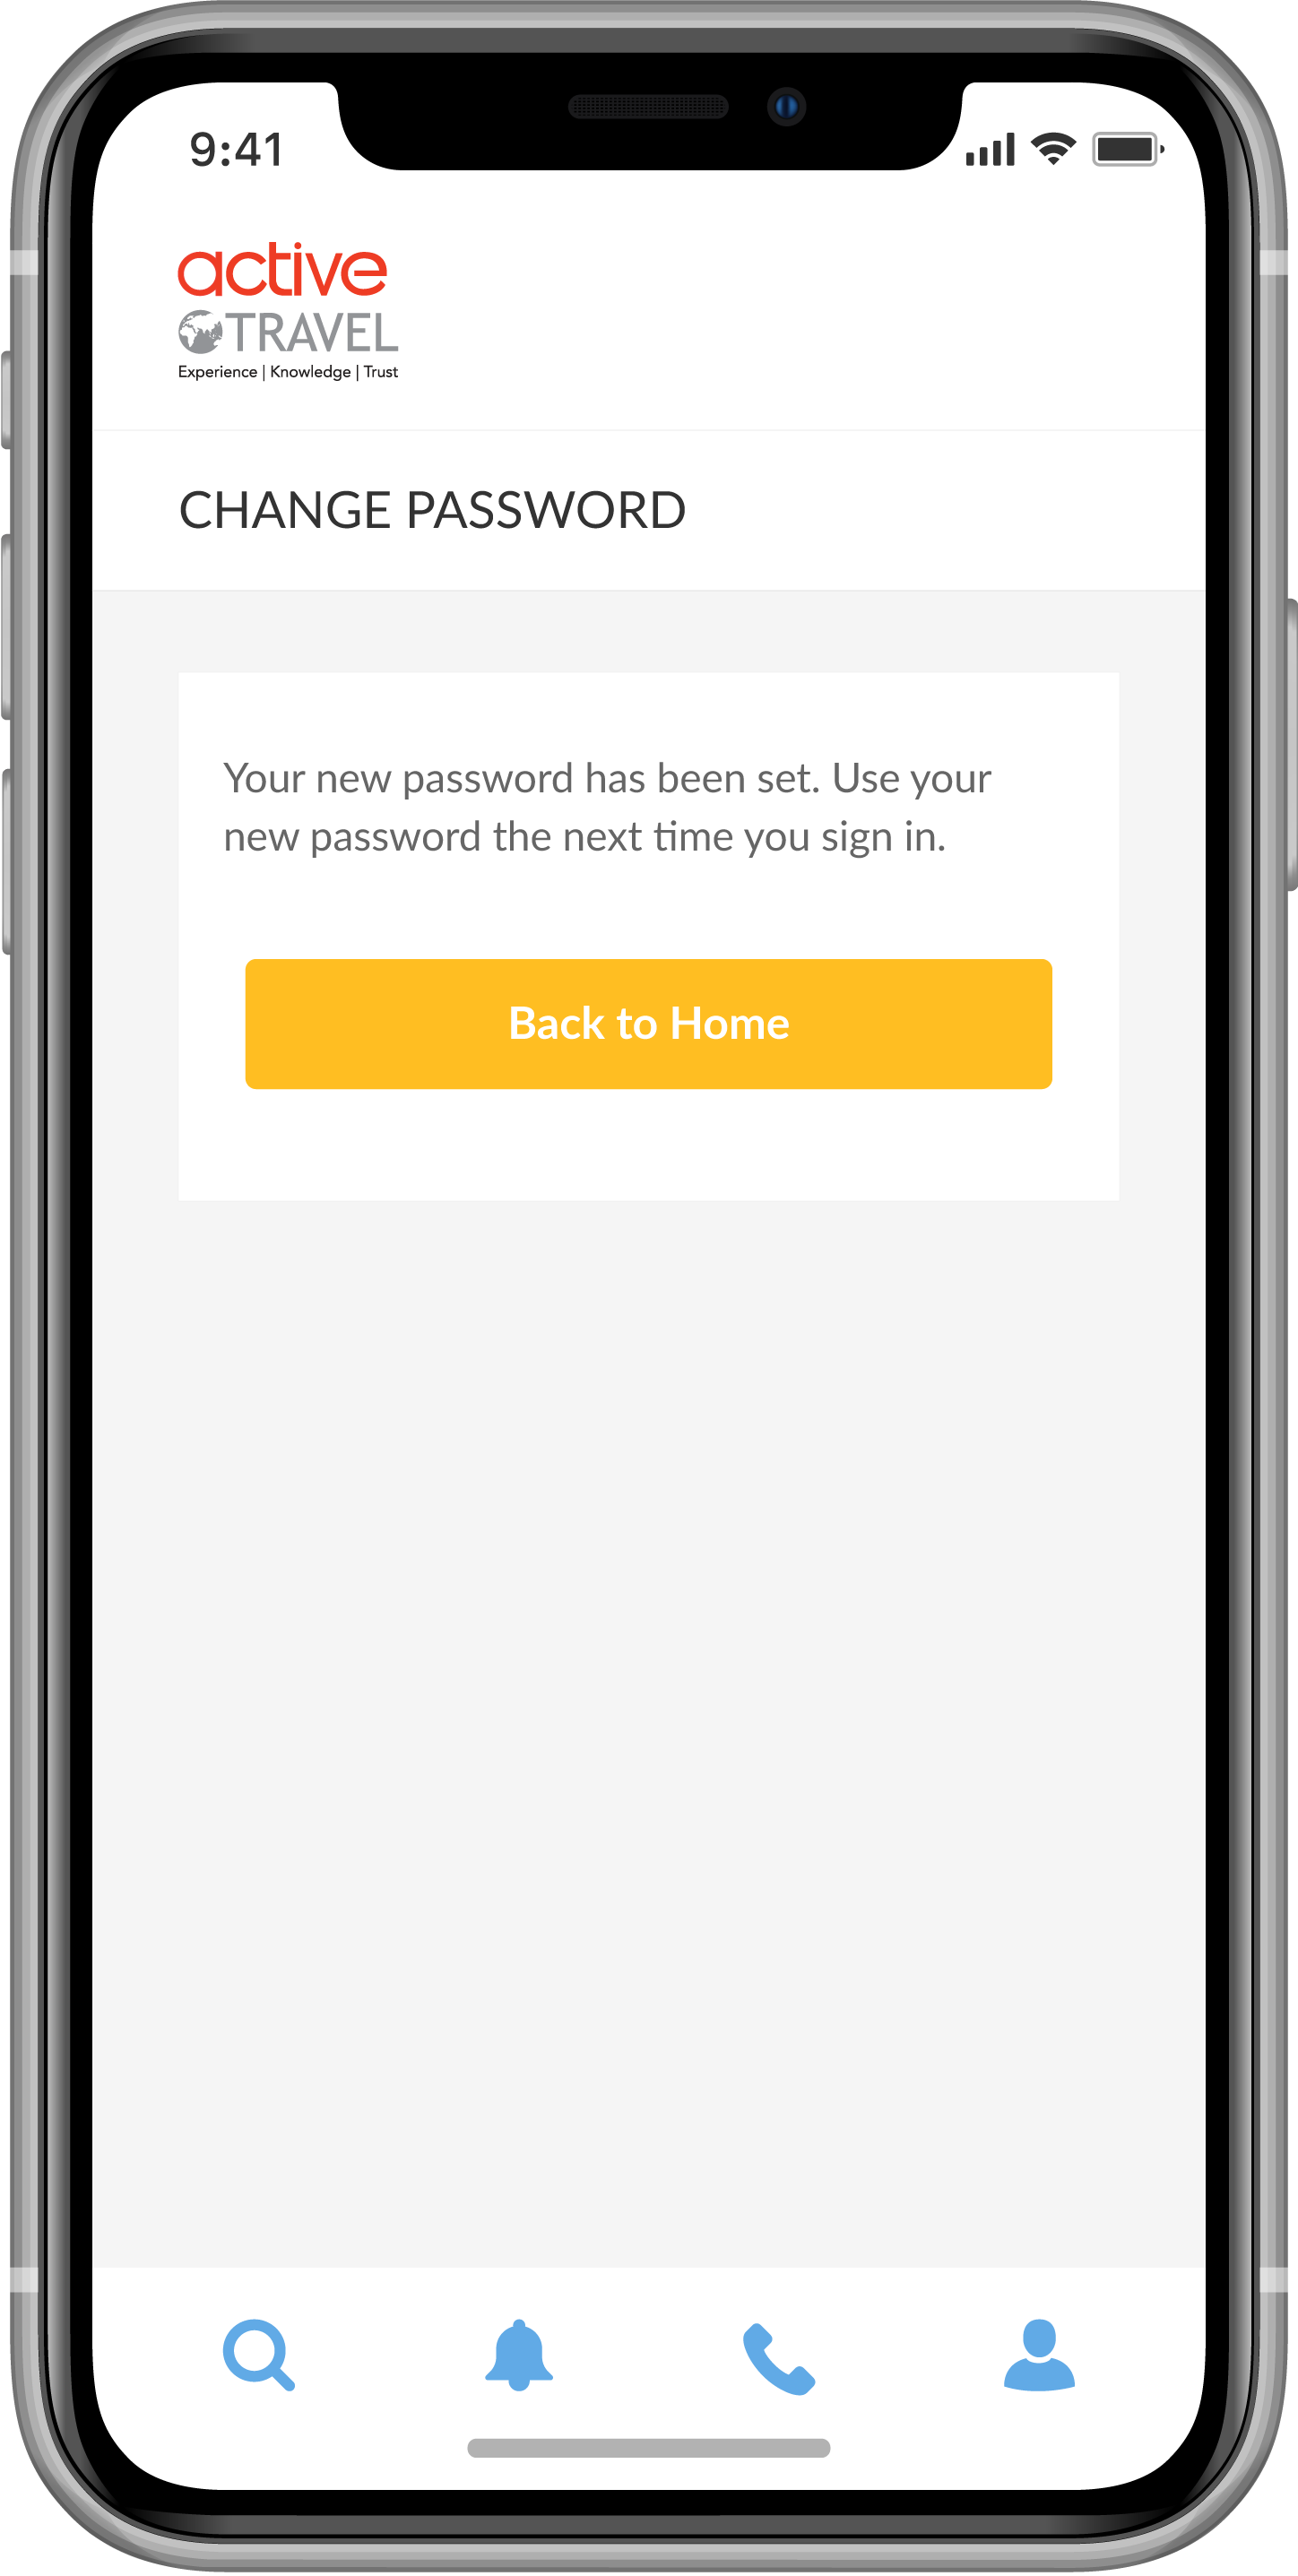 9:41
active
TRAVEL
Experience | Knowledge | Trust
CHANGE PASSWORD
Your new password has been set. Use your
new password the next time you sign in.
Back to Home